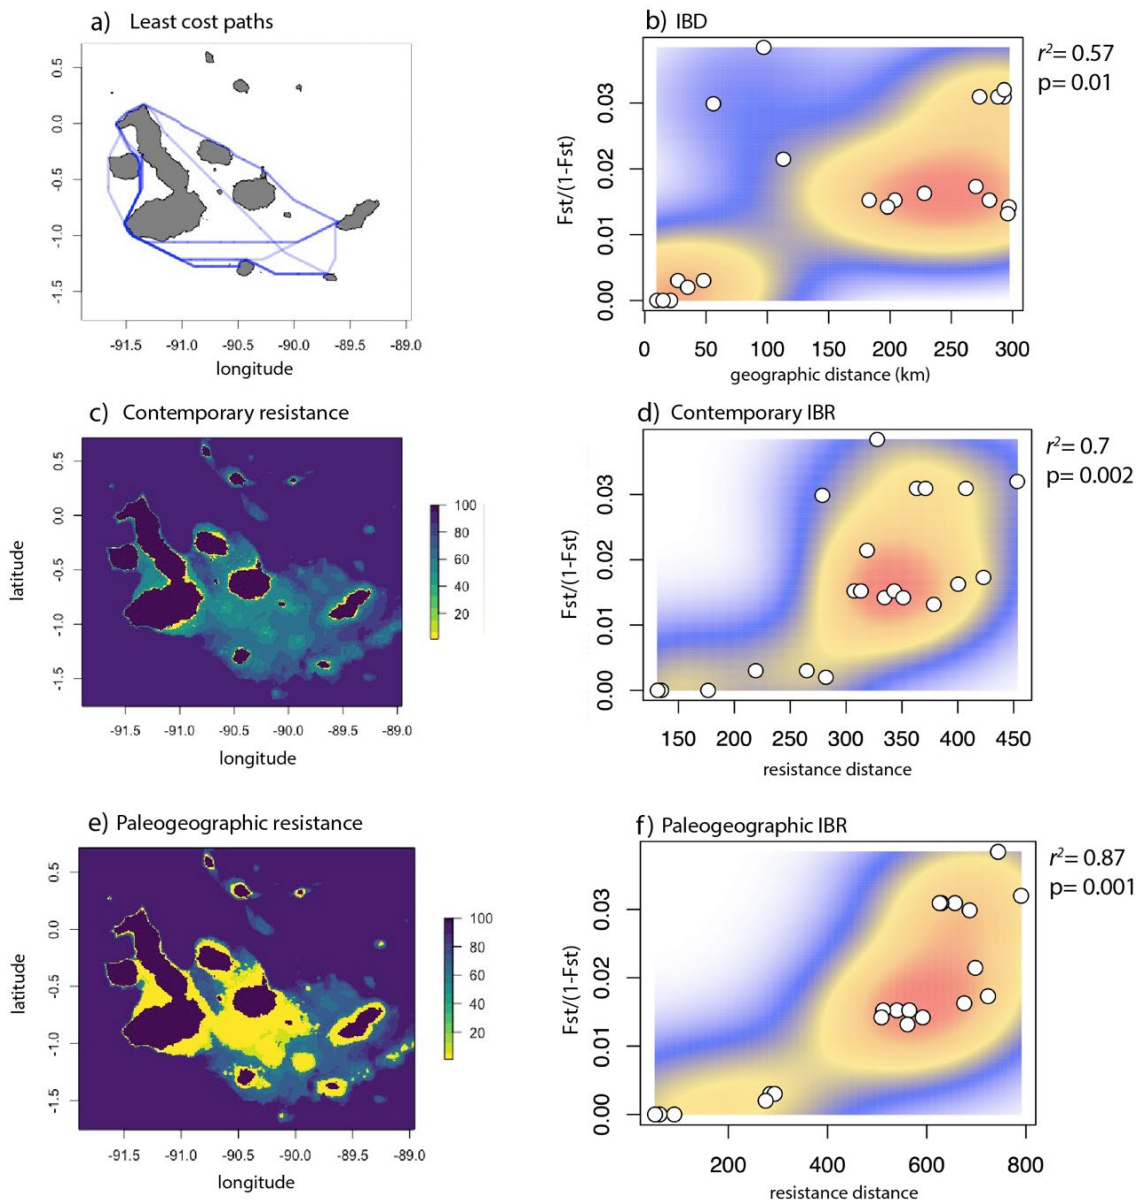 a) Least cost paths
0.5
0.0
-0.5
-1.0
-1.5
-91.5 -91.0 -90.5 -90.0 -89.5 -89.0
longitude
b) IBD
r²= 0.57
p= 0.01
Fst/(1-Fst)
0.03
0.02
0.01
0.00
0 50 100 150 200 250 300
geographic distance (km)
c) Contemporary resistance
latitude
0.5
0.0
-0.5
-1.0
-1.5
-91.5 -91.0 -90.5 -90.0 -89.5 -89.0
longitude
100
80
60
40
20
d) Contemporary IBR
r²= 0.7
p= 0.002
Fst/(1-Fst)
0.03
0.02
0.01
0.00
150 200 250 300 350 400 450
resistance distance
e) Paleogeographic resistance
latitude
0.5
0.0
-0.5
-1.0
-1.5
-91.5 -91.0 -90.5 -90.0 -89.5 -89.0
longitude
100
80
60
40
20
f) Paleogeographic IBR
r²= 0.87
p= 0.001
Fst/(1-Fst)
0.03
0.02
0.01
0.00
200 400 600 800
resistance distance